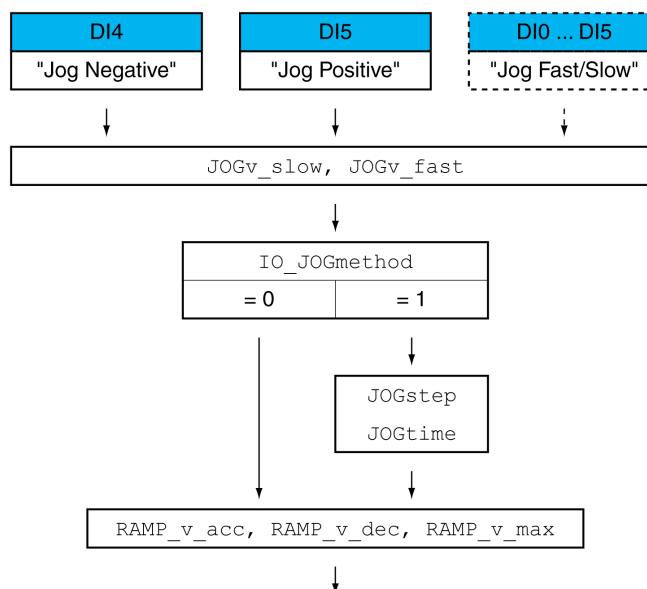 DI4
DI5
DI0 ... DI5
"Jog Negative"
"Jog Positive"
"Jog Fast/Slow"
JOGv_slow, JOGv_fast
IO_JOGmethod
= 0
= 1
JOGstep
JOGtime
RAMP_v_acc, RAMP_v_dec, RAMP_v_max